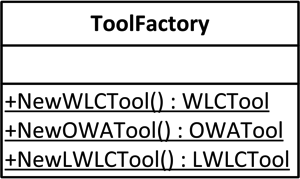 ToolFactory
+NewWLCTool() : WLCTool
+NewOWATool() : OWATool
+NewLWLCTool() : LWLCTool